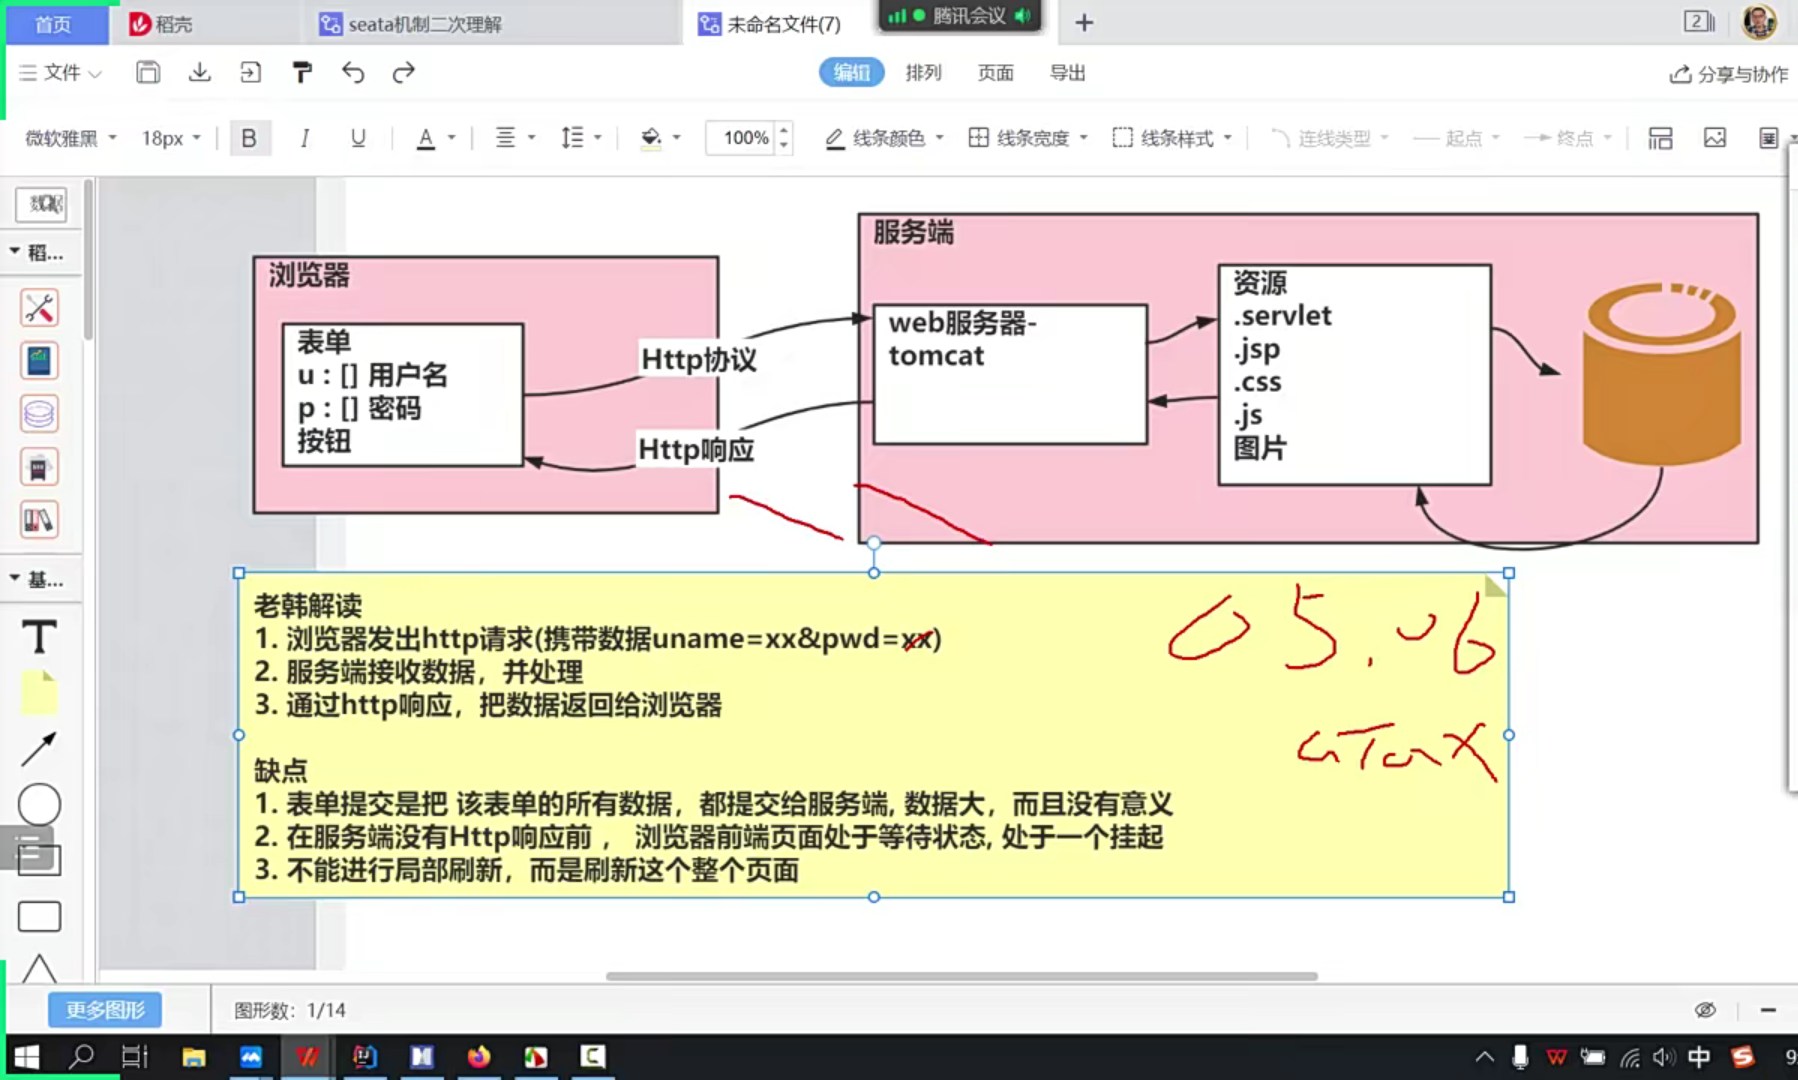 首页
稻壳
seata机制二次理解
未命名文件(7)
腾讯会议
2
文件
编辑
排列
页面
导出
分享与协作
微软雅黑
18px
B
I
U
A
100%
线条颜色
线条宽度
线条样式
连线类型
起点
终点
稻...
基...
T
浏览器
表单
u : [] 用户名
p : [] 密码
按钮
Http协议
Http响应
服务端
web服务器-
tomcat
资源
.servlet
.jsp
.css
.js
图片
老韩解读
1. 浏览器发出http请求(携带数据uname=xx&pwd=xx)
2. 服务端接收数据，并处理
3. 通过http响应，把数据返回给浏览器
缺点
1. 表单提交是把 该表单的所有数据，都提交给服务端, 数据大，而且没有意义
2. 在服务端没有Http响应前 ， 浏览器前端页面处于等待状态, 处于一个挂起
3. 不能进行局部刷新，而是刷新这个整个页面
05.06
更多图形
图形数：1/14
中